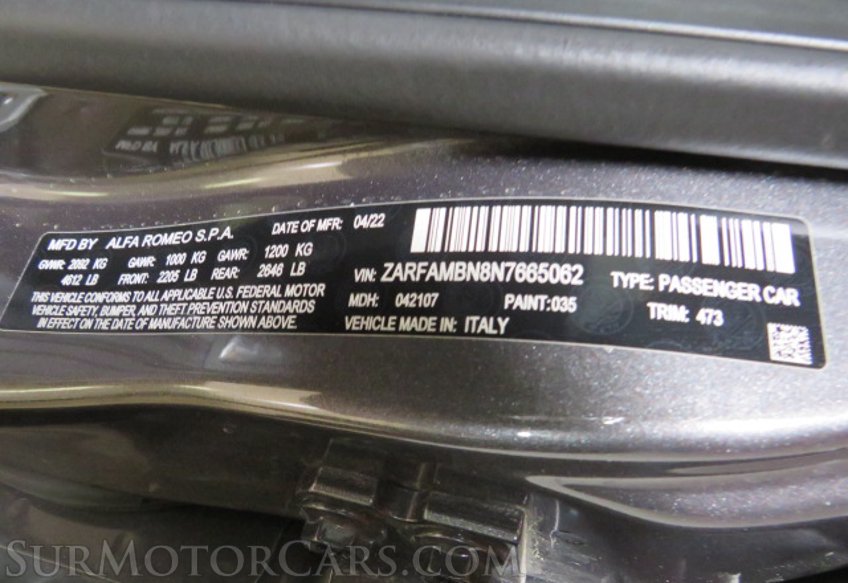 MFD BY ALFA ROMEO S.P.A. DATE OF MFR: 04/22
GVWR: 2092 KG GAWR: 1000 KG GAWR: 1200 KG
4612 LB FRONT: 2205 LB REAR: 2646 LB
THIS VEHICLE CONFORMS TO ALL APPLICABLE U.S. FEDERAL MOTOR
VEHICLE SAFETY, BUMPER, AND THEFT PREVENTION STANDARDS
IN EFFECT ON THE DATE OF MANUFACTURE SHOWN ABOVE.
VIN: ZARFAMBN8N7665062 TYPE: PASSENGER CAR
MDH: 042107 PAINT:035 TRIM: 473
VEHICLE MADE IN: ITALY
SURMOTORCARS.COM